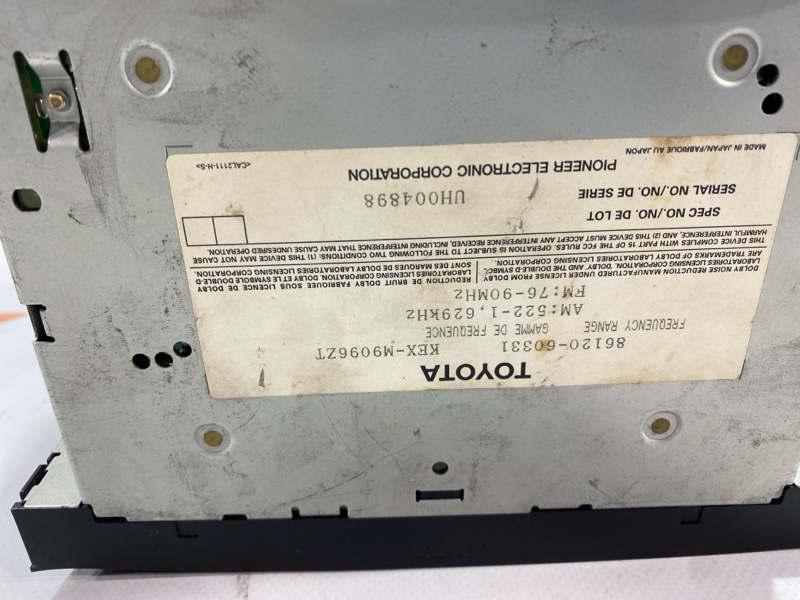 TOYOTA
86120-60331 KEX-M9096ZT
FREQUENCY RANGE GAMME DE FREQUENCE
AM:522-1,629kHz
FM:76-90MHz
DOLBY NOISE REDUCTION MANUFACTURED UNDER LICENSE FROM DOLBY
LABORATORIES LICENSING CORPORATION, DOLBY AND THE DOUBLE-D SYMBOL
ARE TRADEMARKS OF DOLBY LABORATORIES LICENSING CORPORATION.
REDUCTION DE BRUIT DOLBY FABRIQUEE SOUS DE LICENCE DE DOLBY
LABORATORIES LICENSING CORPORATION. DOLBY ET LE SYMBOLE DOUBLE-D
SONT DES MARQUES DE DOLBY LABORATORIES LICENSING CORPORATION.
THIS DEVICE COMPLIES WITH PART 15 OF THE FCC RULES. OPERATION IS SUBJECT TO THE FOLLOWING TWO CONDITIONS. (1) THIS DEVICE MAY NOT CAUSE
HARMFUL INTERFERENCE, AND (2) THIS DEVICE MUST ACCEPT ANY INTERFERENCE RECEIVED, INCLUDING INTERFERENCE THAT MAY CAUSE UNDESIRED OPERATION.
SPEC NO./NO. DE LOT
SERIAL NO./NO. DE SERIE UH004898
PIONEER ELECTRONIC CORPORATION
MADE IN JAPAN/FABRIQUE AU JAPON <CAL2111-H-S>